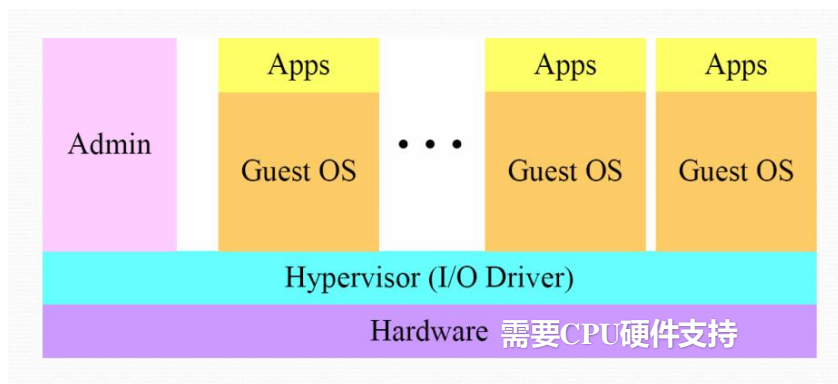 Apps
Apps
Apps
Admin
Guest OS
• • •
Guest OS
Guest OS
Hypervisor (I/O Driver)
Hardware 需要CPU硬件支持